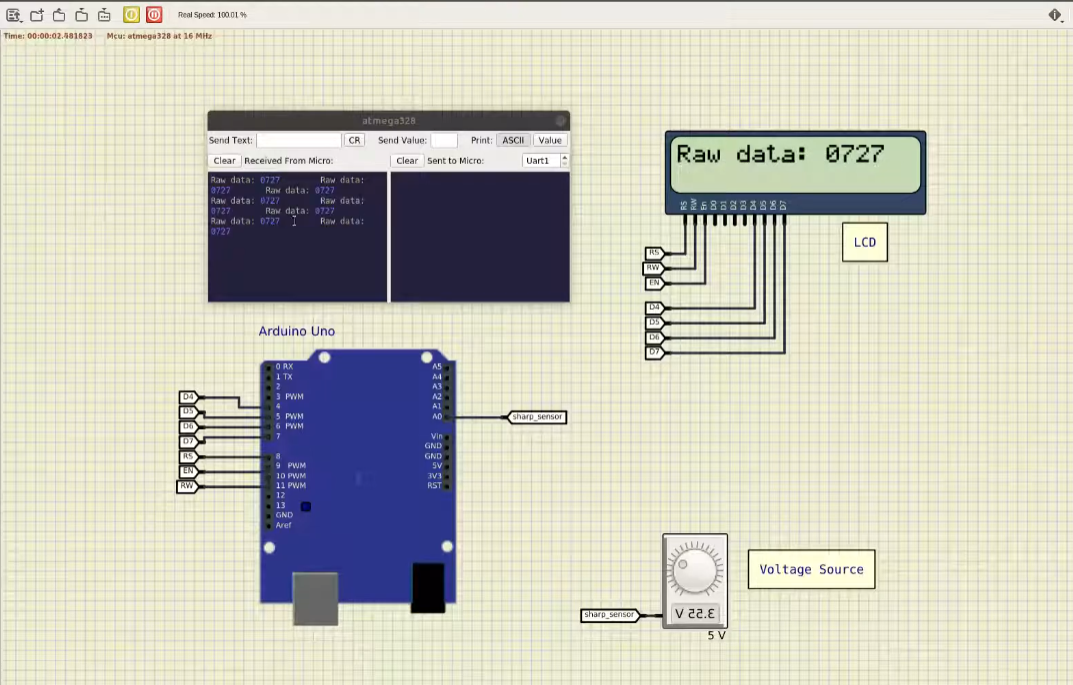 Real Speed: 100.01 %
Time: 00:00:02.481823 Mcu: atmega328 at 16 MHz
atmega328
Send Text: CR Send Value: Print: ASCII Value
Clear Received From Micro: Clear Sent to Micro: Uart1
Raw data: 0727 Raw data:
0727 Raw data: 0727
Raw data: 0727 Raw data:
0727 Raw data: 0727
Raw data: 0727 Raw data:
0727
Raw data: 0727
RS RW En D0 D1 D2 D3 D4 D5 D6 D7
LCD
RS
RW
EN
D4
D5
D6
D7
Arduino Uno
0 RX
1 TX
2
3 PWM
4
5 PWM
6 PWM
7
8
9 PWM
10 PWM
11 PWM
12
13
GND
Aref
A5
A4
A3
A2
A1
A0
Vin
GND
GND
5V
3V3
RST
D4
D5
D6
D7
RS
EN
RW
sharp_sensor
Voltage Source
sharp_sensor
3.55 V
5 V